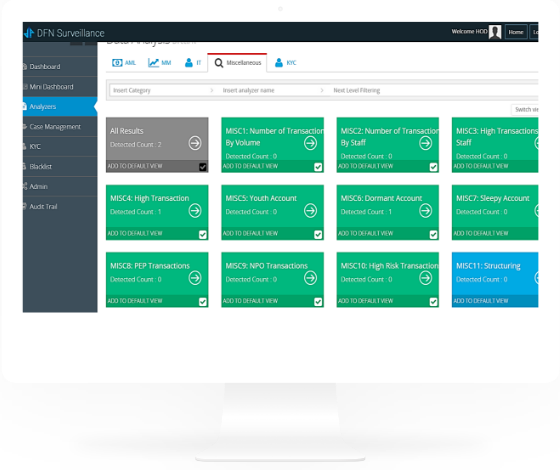 DFN Surveillance
Welcome HOD
Home
Data Analysis
AML
MM
IT
Miscellaneous
KYC
Insert Category
Insert analyzer name
Next Level Filtering
Switch
Dashboard
Mini Dashboard
Analyzers
Case Management
KYC
Blacklist
Admin
Audit Trail
All Results
Detected Count : 2
ADD TO DEFAULT VIEW
MISC1: Number of Transaction
By Volume
Detected Count : 0
ADD TO DEFAULT VIEW
MISC2: Number of Transaction
By Staff
Detected Count : 0
ADD TO DEFAULT VIEW
MISC3: High Transactions
Staff
Detected Count : 0
ADD TO DEFAULT VIEW
MISC4: High Transaction
Detected Count : 1
ADD TO DEFAULT VIEW
MISC5: Youth Account
Detected Count : 0
ADD TO DEFAULT VIEW
MISC6: Dormant Account
Detected Count : 1
ADD TO DEFAULT VIEW
MISC7: Sleepy Account
Detected Count : 0
ADD TO DEFAULT VIEW
MISC8: PEP Transactions
Detected Count : 0
ADD TO DEFAULT VIEW
MISC9: NPO Transactions
Detected Count : 0
ADD TO DEFAULT VIEW
MISC10: High Risk Transaction
Detected Count : 0
ADD TO DEFAULT VIEW
MISC11: Structuring
Detected Count : 0
ADD TO DEFAULT VIEW